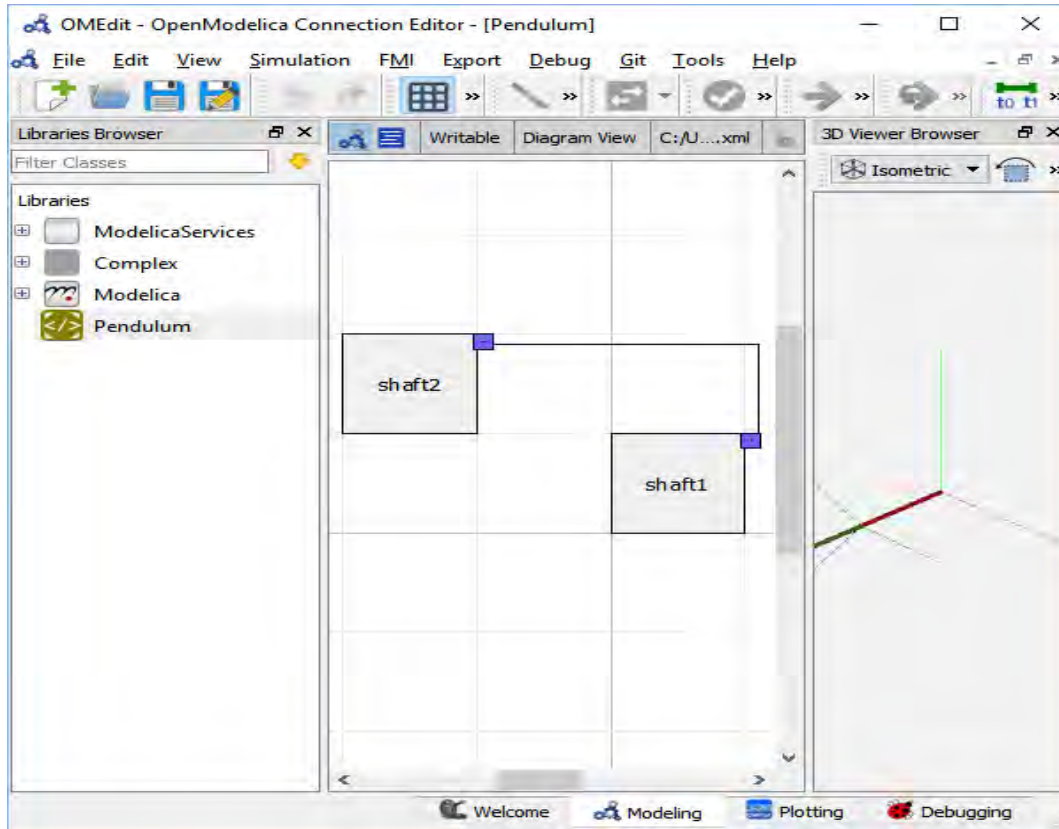 OMEdit - OpenModelica Connection Editor - [Pendulum]
File Edit View Simulation FMI Export Debug Git Tools Help
» » » » » to t1 »
Libraries Browser
Writable Diagram View C:/U....xml
3D Viewer Browser
Filter Classes
Isometric »
Libraries
ModelicaServices
Complex
Modelica
</> Pendulum
shaft2
shaft1
Welcome Modeling Plotting Debugging